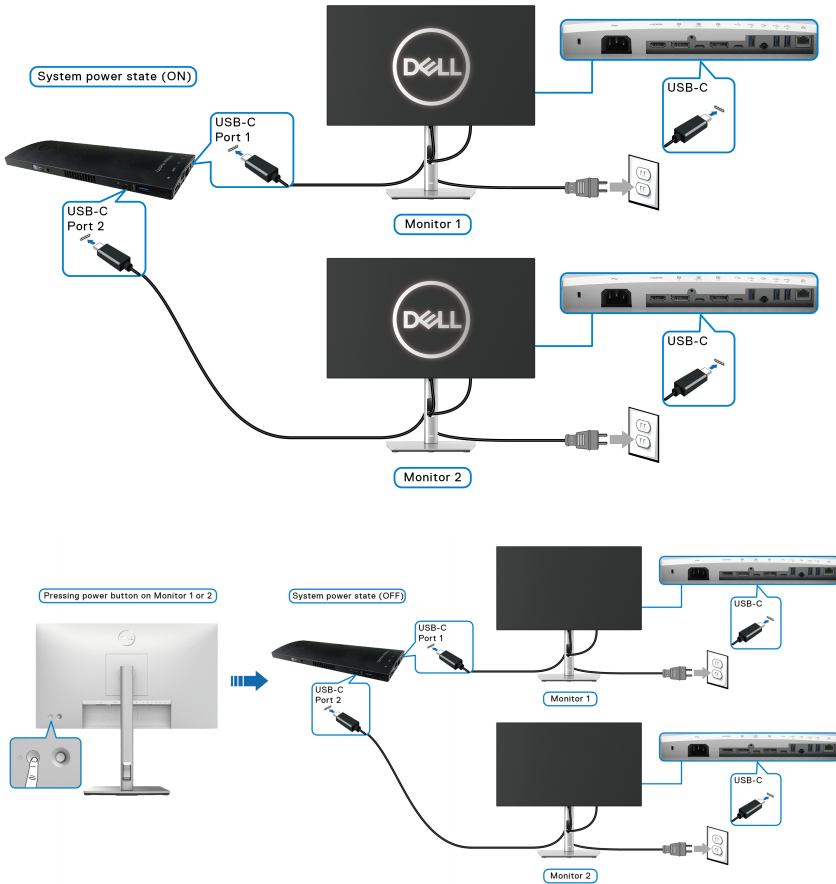 System power state (ON)
USB-C
Port 1
DELL
USB-C
Monitor 1
USB-C
Port 2
DELL
USB-C
Monitor 2
Pressing power button on Monitor 1 or 2
System power state (OFF)
USB-C
Port 1
USB-C
Monitor 1
USB-C
Port 2
USB-C
Monitor 2